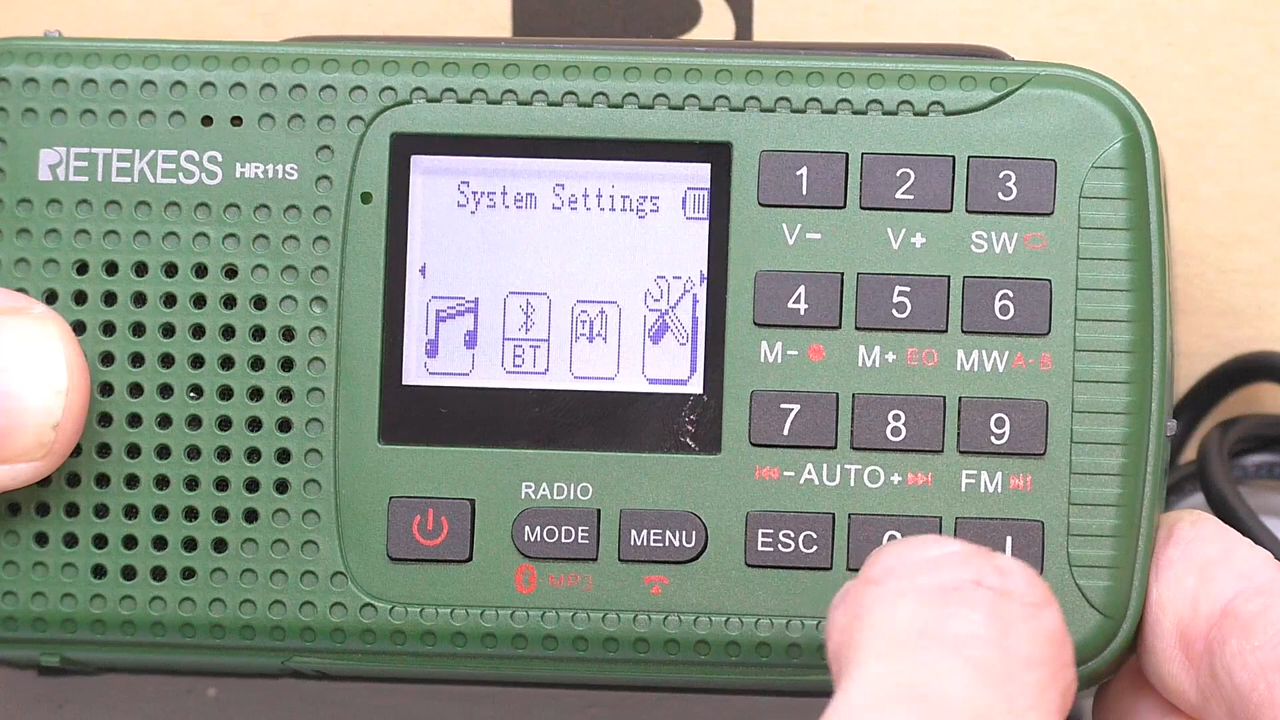 RETEKESS HR11S
System Settings
BT
1 2 3
V- V+ SW
4 5 6
M- M+ EQ MW A-B
7 8 9
-AUTO+ FM
RADIO
MODE MENU ESC
MP3